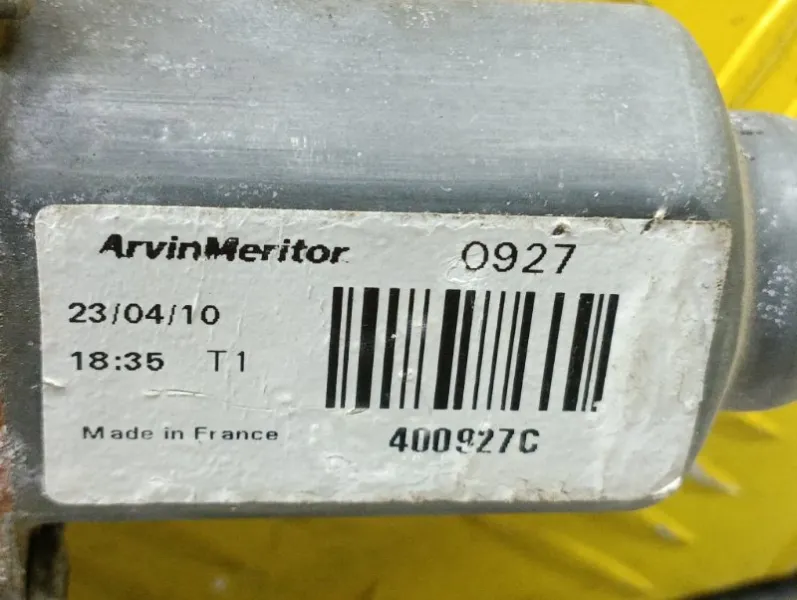 ArvinMeritor 0927
23/04/10
18:35 T1
Made in France
400927C